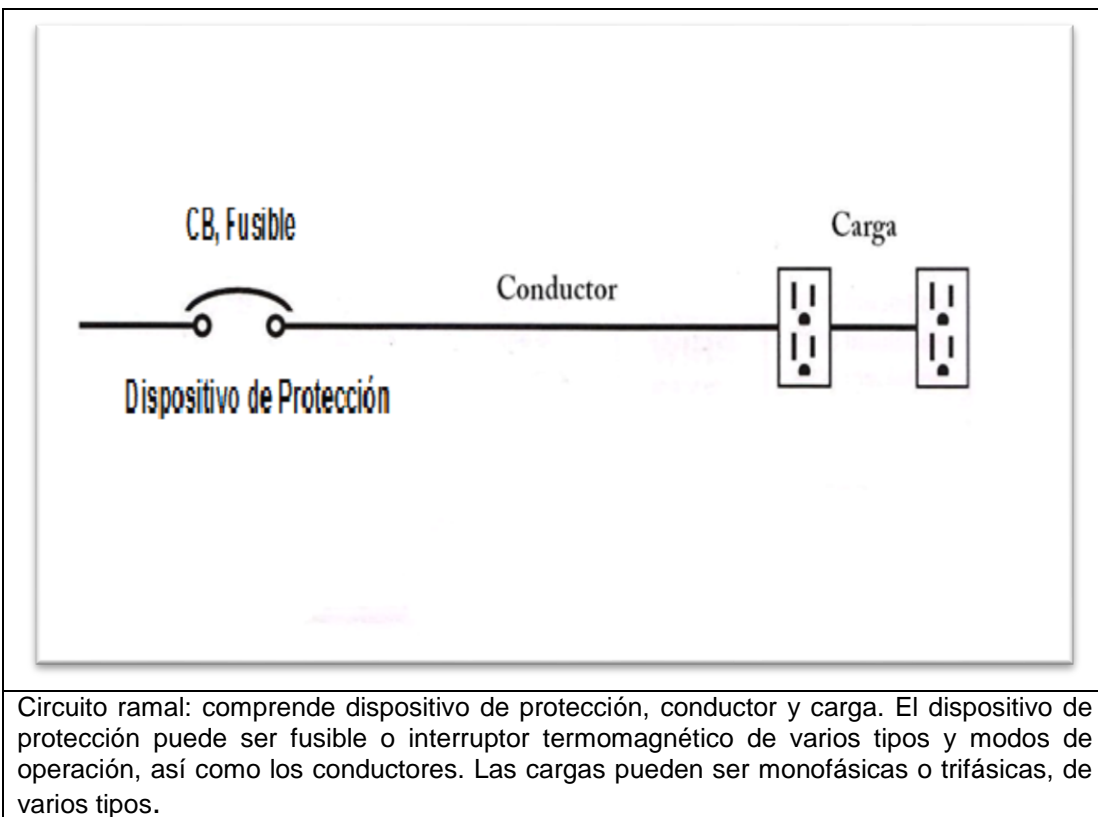 CB, Fusible
Carga
Conductor
Dispositivo de Protección
Circuito ramal: comprende dispositivo de protección, conductor y carga. El dispositivo de
protección puede ser fusible o interruptor termomagnético de varios tipos y modos de
operación, así como los conductores. Las cargas pueden ser monofásicas o trifásicas, de
varios tipos.